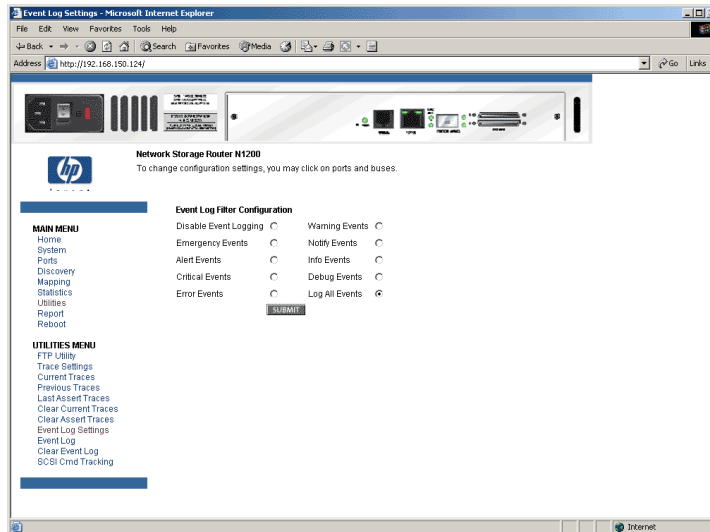 Event Log Settings - Microsoft Internet Explorer
File Edit View Favorites Tools Help
Back Search Favorites Media
Address http://192.168.150.124/ Go Links
hp
invent
Network Storage Router N1200
To change configuration settings, you may click on ports and buses.
Event Log Filter Configuration
Disable Event Logging Warning Events
Emergency Events Notify Events
Alert Events Info Events
Critical Events Debug Events
Error Events Log All Events
SUBMIT
MAIN MENU
Home
System
Ports
Discovery
Mapping
Statistics
Utilities
Report
Reboot
UTILITIES MENU
FTP Utility
Trace Settings
Current Traces
Previous Traces
Last Assert Traces
Clear Current Traces
Clear Assert Traces
Event Log Settings
Event Log
Clear Event Log
SCSI Cmd Tracking
Internet